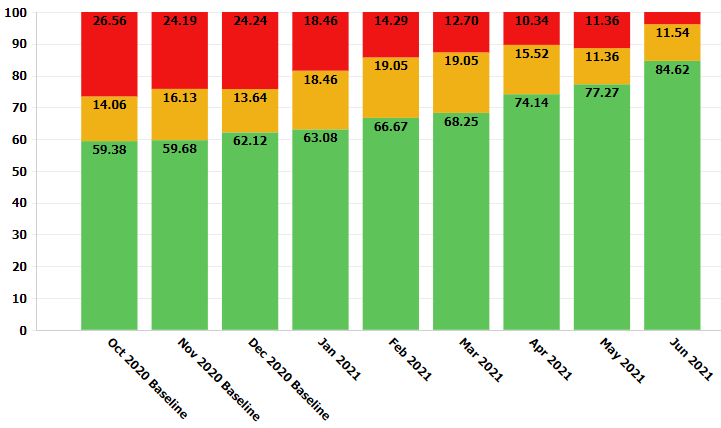 100
90
80
70
60
50
40
30
20
10
0
26.56 24.19 24.24 18.46 14.29 12.70 10.34 11.36
14.06 16.13 13.64 18.46 19.05 19.05 15.52 11.36 11.54
59.38 59.68 62.12 63.08 66.67 68.25 74.14 77.27 84.62
Oct 2020 Baseline
Nov 2020 Baseline
Dec 2020 Baseline
Jan 2021
Feb 2021
Mar 2021
Apr 2021
May 2021
Jun 2021